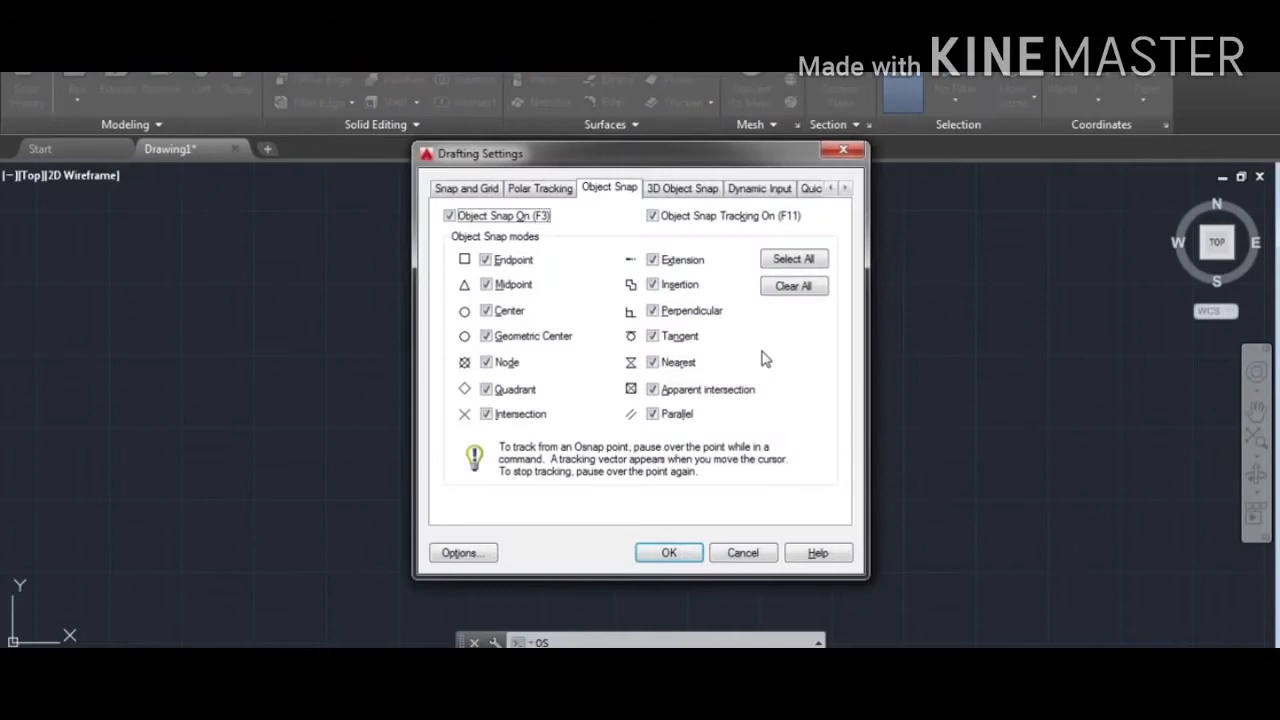 Made with KINEMASTER
Modeling
Solid Editing
Surfaces
Mesh
Section
Selection
Coordinates
Start
Drawing1*
[−][Top][2D Wireframe]
Drafting Settings
Snap and Grid
Polar Tracking
Object Snap
3D Object Snap
Dynamic Input
Quic
Object Snap On (F3)
Object Snap Tracking On (F11)
Object Snap modes
Endpoint
Extension
Select All
Midpoint
Insertion
Clear All
Center
Perpendicular
Geometric Center
Tangent
Node
Nearest
Quadrant
Apparent intersection
Intersection
Parallel
To track from an Osnap point, pause over the point while in a
command. A tracking vector appears when you move the cursor.
To stop tracking, pause over the point again.
Options...
OK
Cancel
Help
N
W
TOP
E
S
WCS
Y
X
OS